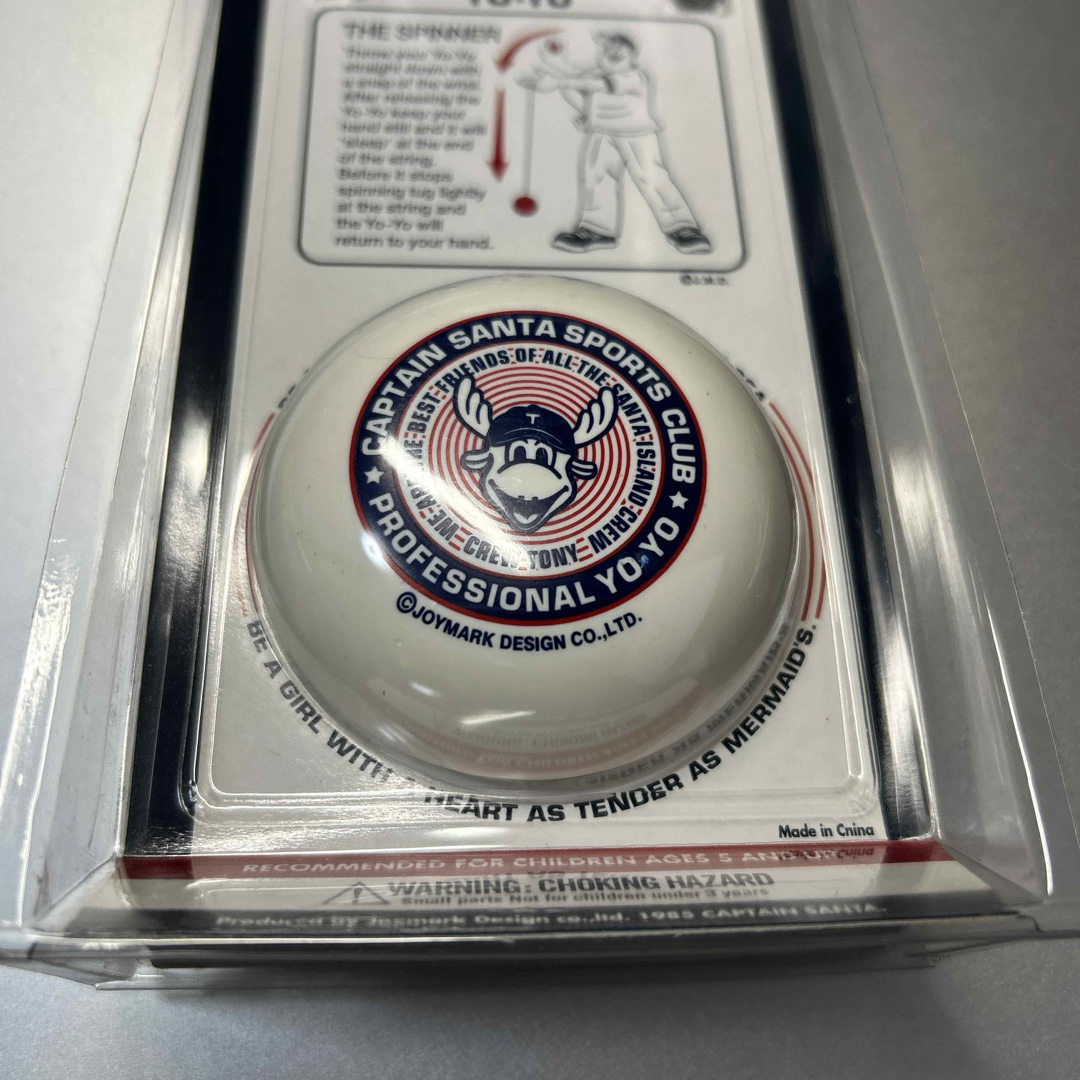 YO-YO
THE SPINNER
Throw your Yo-Yo
straight down with
a snap of the wrist.
After releasing the
Yo-Yo keep your
hand still and it will
'sleep' at the end
of the string.
Before it stops
spinning tug lightly
at the string and
the Yo-Yo will
return to your hand.
©J.M.D.
CAPTAIN SANTA SPORTS CLUB
★ PROFESSIONAL YO-YO ★
WE ARE THE BEST FRIENDS OF ALL THE SANTA ISLAND CREW
CREW TONY
T
©JOYMARK DESIGN CO.,LTD.
BE A GIRL WITH A HEART AS TENDER AS MERMAID'S.
Made in Cnina
RECOMMENDED FOR CHILDREN AGES 5 AND
WARNING: CHOKING HAZARD
Small parts Not for children under 3 years
Produced by Joymark Design co.,ltd. 1985 CAPTAIN SANTA